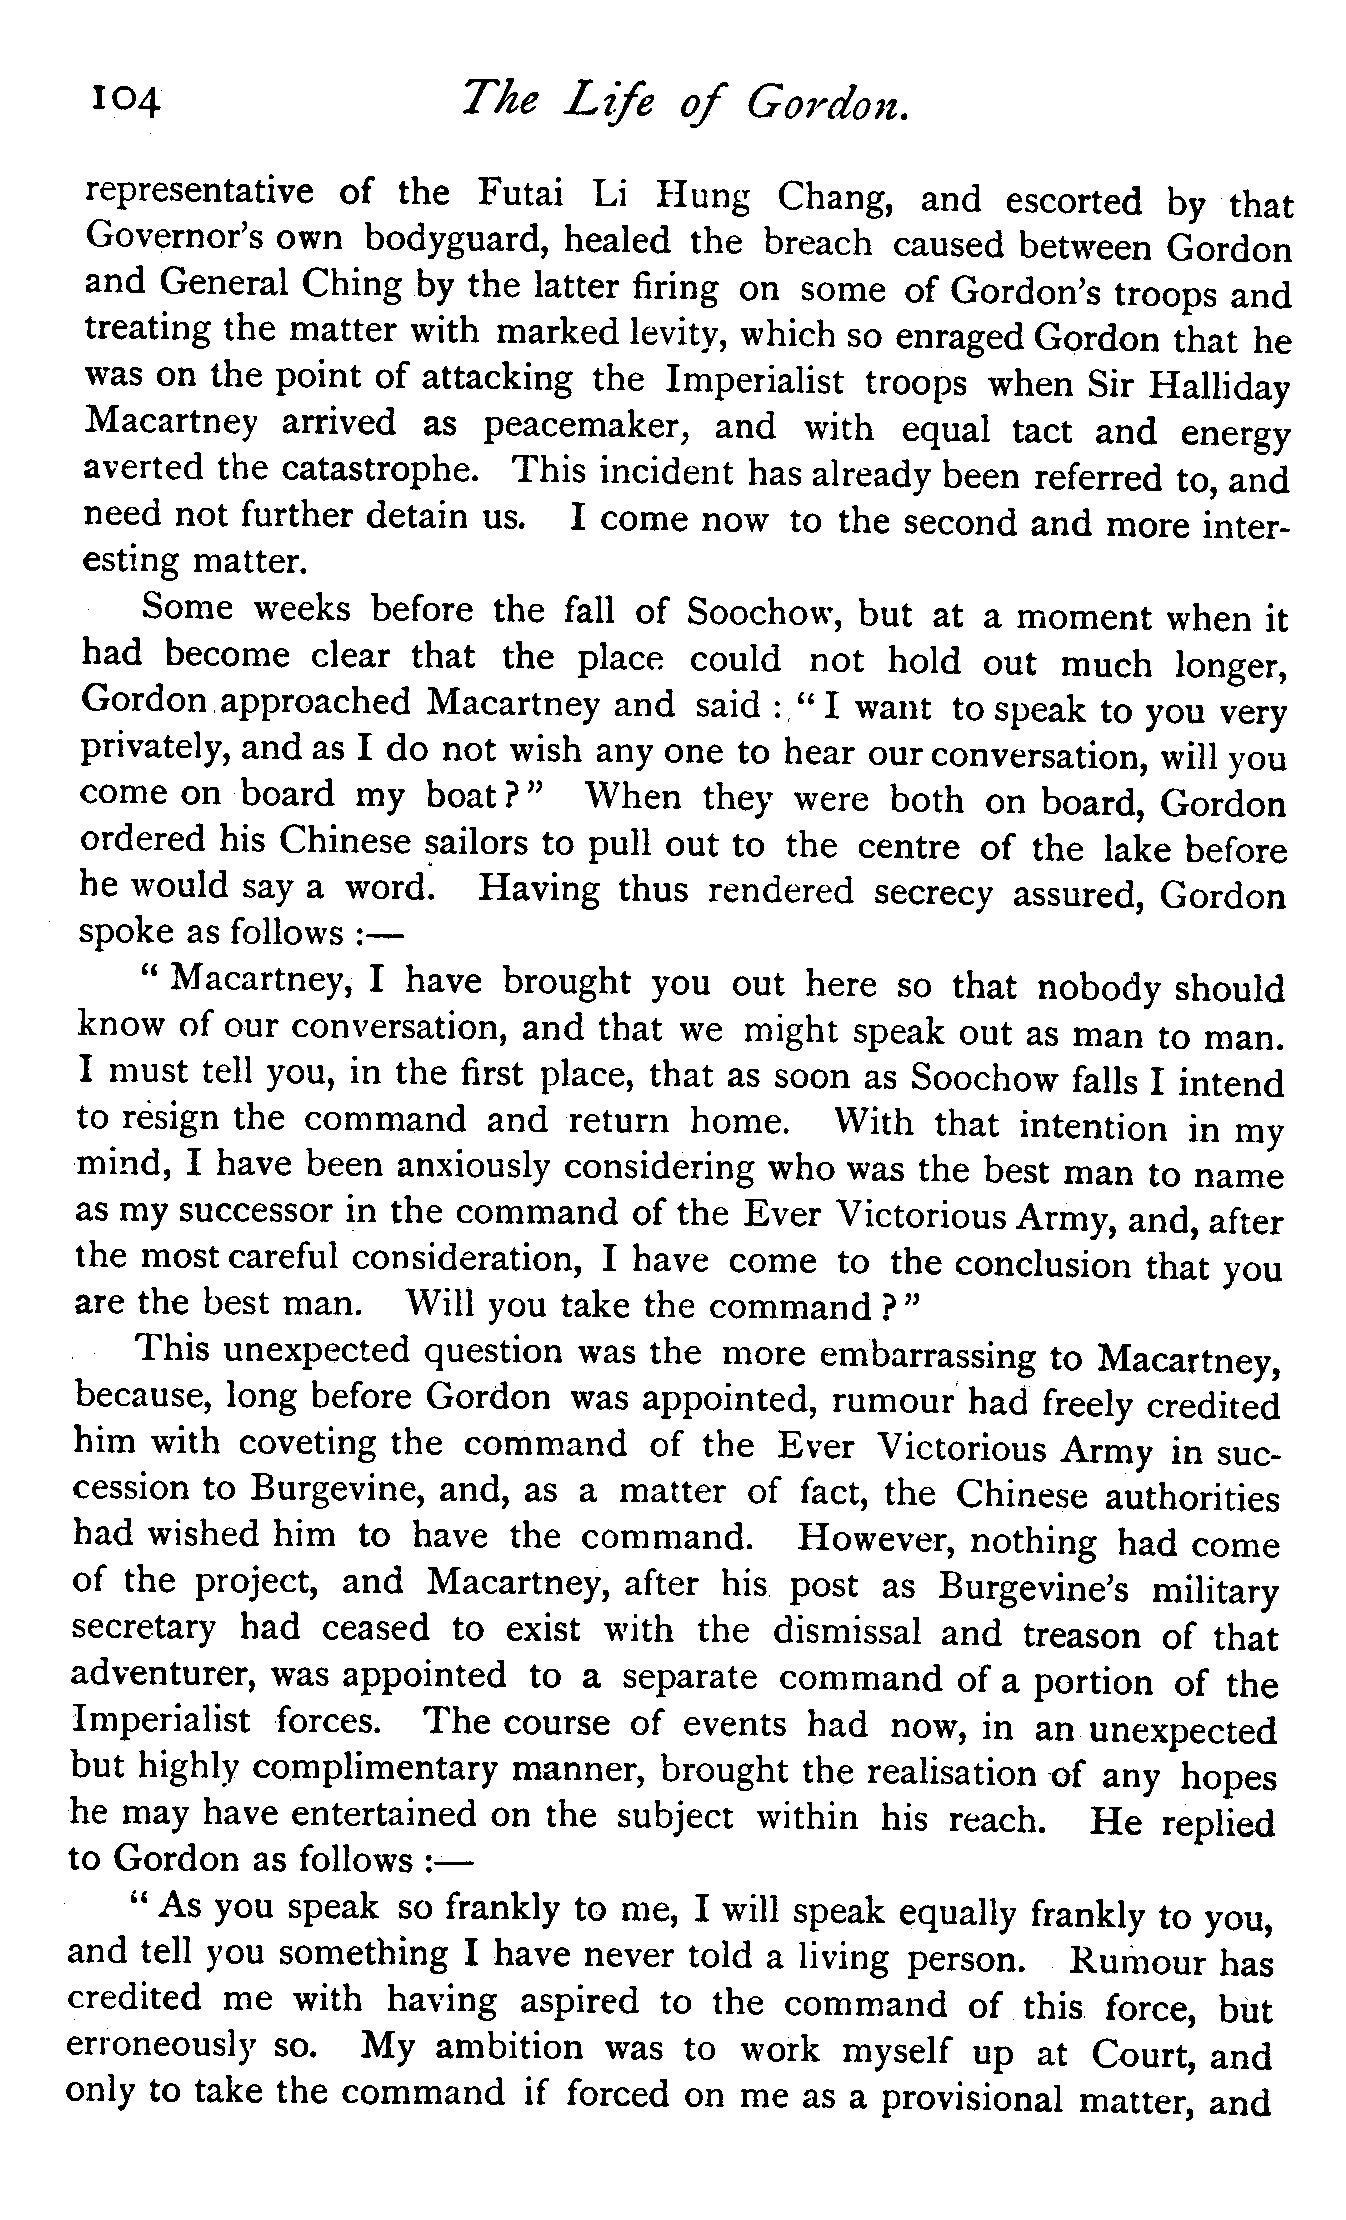 104 The Life of Gordon.
representative of the Futai Li Hung Chang, and escorted by that
Governor's own bodyguard, healed the breach caused between Gordon
and General Ching by the latter firing on some of Gordon's troops and
treating the matter with marked levity, which so enraged Gordon that he
was on the point of attacking the Imperialist troops when Sir Halliday
Macartney arrived as peacemaker, and with equal tact and energy
averted the catastrophe. This incident has already been referred to, and
need not further detain us. I come now to the second and more inter-
esting matter.
Some weeks before the fall of Soochow, but at a moment when it
had become clear that the place could not hold out much longer,
Gordon approached Macartney and said : " I want to speak to you very
privately, and as I do not wish any one to hear our conversation, will you
come on board my boat ? " When they were both on board, Gordon
ordered his Chinese sailors to pull out to the centre of the lake before
he would say a word. Having thus rendered secrecy assured, Gordon
spoke as follows :—
" Macartney, I have brought you out here so that nobody should
know of our conversation, and that we might speak out as man to man.
I must tell you, in the first place, that as soon as Soochow falls I intend
to resign the command and return home. With that intention in my
mind, I have been anxiously considering who was the best man to name
as my successor in the command of the Ever Victorious Army, and, after
the most careful consideration, I have come to the conclusion that you
are the best man. Will you take the command ? "
This unexpected question was the more embarrassing to Macartney,
because, long before Gordon was appointed, rumour had freely credited
him with coveting the command of the Ever Victorious Army in suc-
cession to Burgevine, and, as a matter of fact, the Chinese authorities
had wished him to have the command. However, nothing had come
of the project, and Macartney, after his post as Burgevine's military
secretary had ceased to exist with the dismissal and treason of that
adventurer, was appointed to a separate command of a portion of the
Imperialist forces. The course of events had now, in an unexpected
but highly complimentary manner, brought the realisation of any hopes
he may have entertained on the subject within his reach. He replied
to Gordon as follows :—
" As you speak so frankly to me, I will speak equally frankly to you,
and tell you something I have never told a living person. Rumour has
credited me with having aspired to the command of this force, but
erroneously so. My ambition was to work myself up at Court, and
only to take the command if forced on me as a provisional matter, and